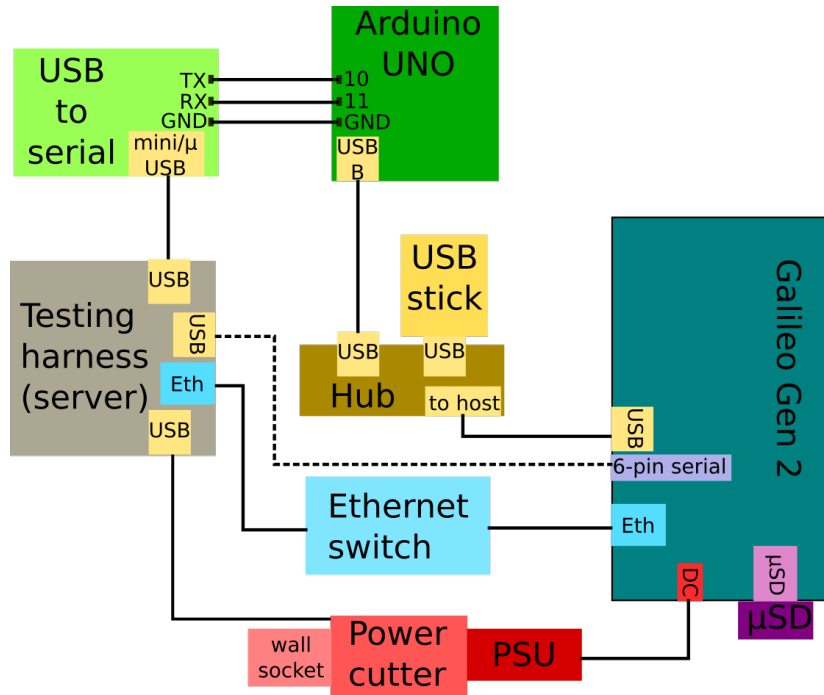 USB
to
serial
TX
RX
GND
mini/µ
USB
Arduino
UNO
10
11
GND
USB
B
USB
Testing
harness
(server)
USB
Eth
USB
USB
stick
USB
USB
Hub
to host
Galileo Gen 2
USB
6-pin serial
Eth
DC
µSD
µSD
Ethernet
switch
wall
socket
Power
cutter
PSU